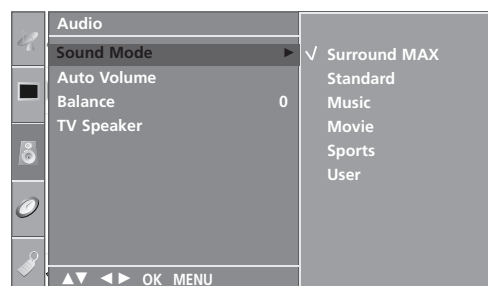 Audio
Sound Mode ►
Auto Volume
Balance 0
TV Speaker
▲▼ ◄► OK MENU
√ Surround MAX
Standard
Music
Movie
Sports
User